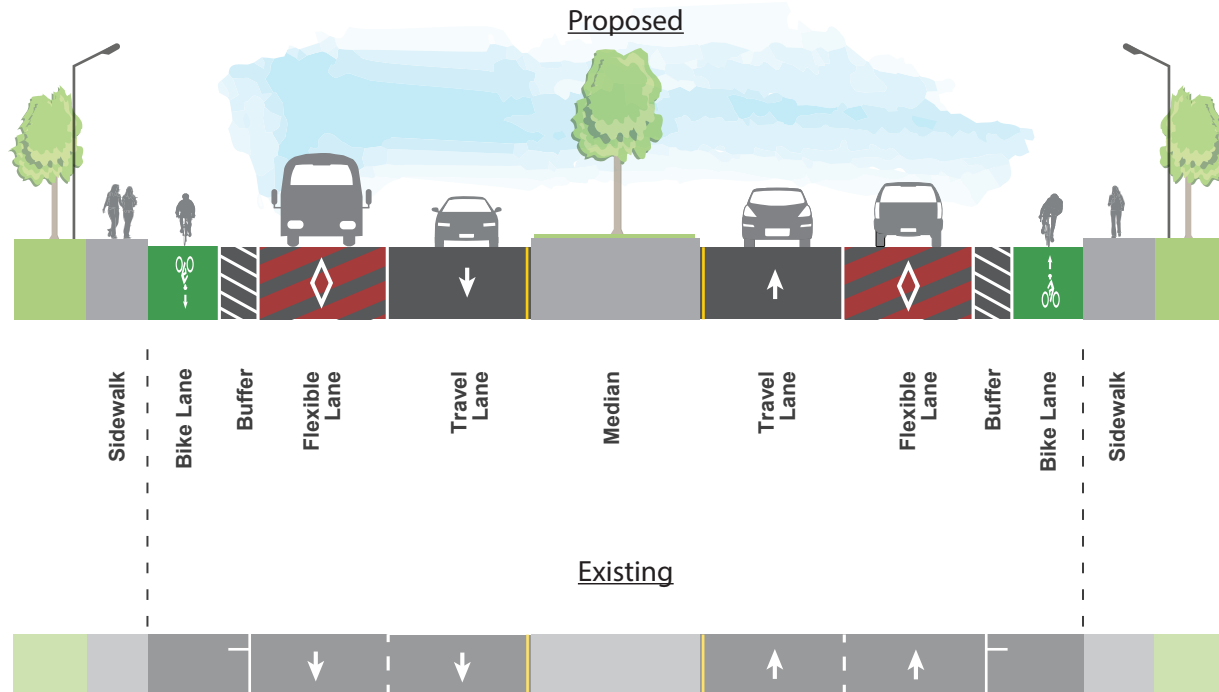 Proposed
Sidewalk
Bike Lane
Buffer
Flexible
Lane
Travel
Lane
Median
Travel
Lane
Flexible
Lane
Buffer
Bike Lane
Sidewalk
Existing